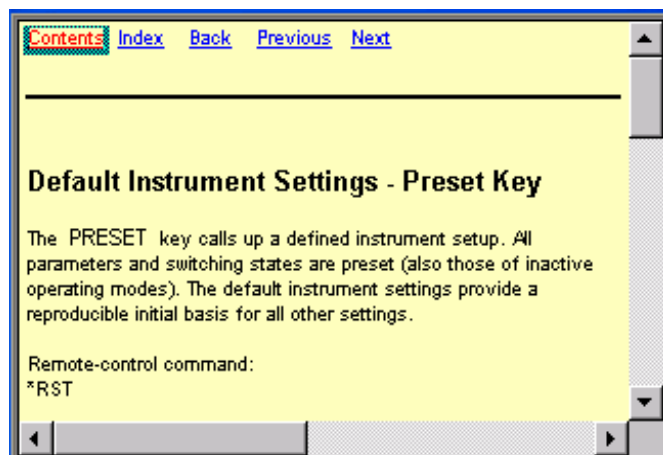 Contents Index Back Previous Next
Default Instrument Settings - Preset Key
The PRESET key calls up a defined instrument setup. All
parameters and switching states are preset (also those of inactive
operating modes). The default instrument settings provide a
reproducible initial basis for all other settings.
Remote-control command:
*RST